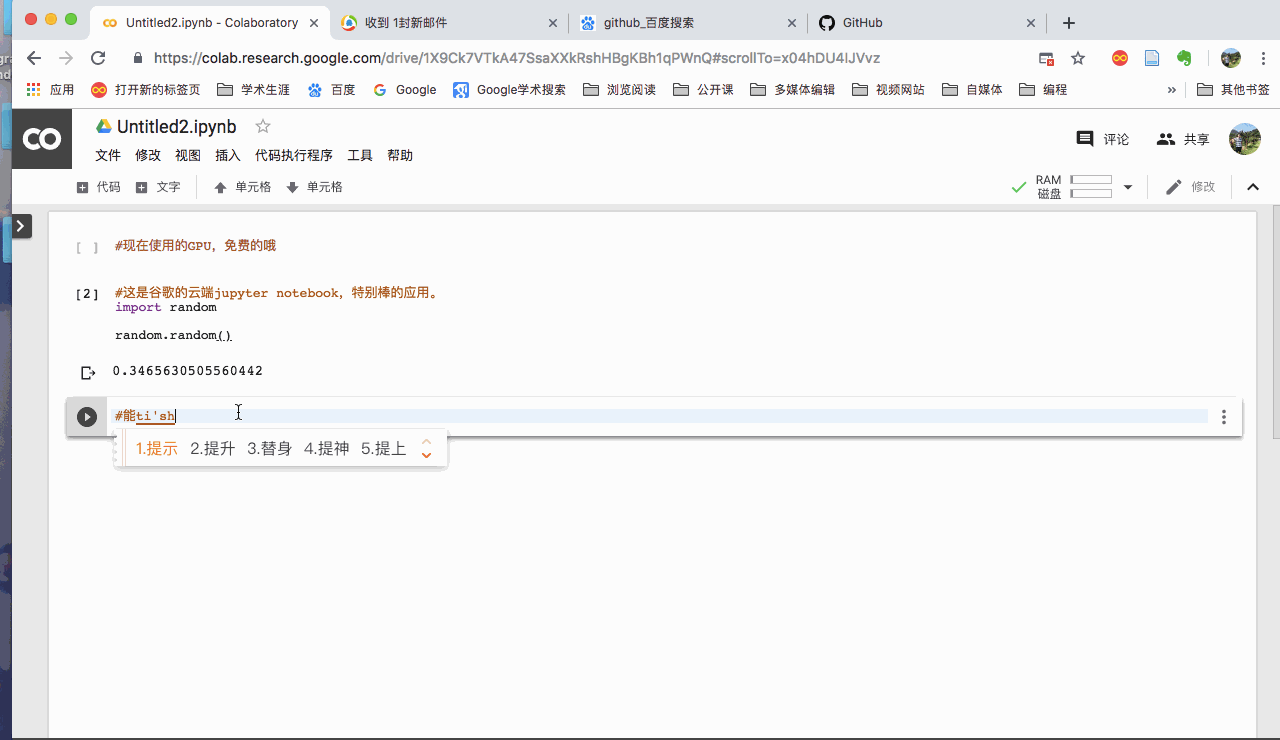 Untitled2.ipynb - Colaboratory 收到 1封新邮件 github_百度搜索 GitHub
https://colab.research.google.com/drive/1X9Ck7VTkA47SsaXXkRshHBgKBh1qPWnQ#scrollTo=x04hDU4lJVvz
应用 打开新的标签页 学术生涯 百度 Google Google学术搜索 浏览阅读 公开课 多媒体编辑 视频网站 自媒体 编程 » 其他书签
CO Untitled2.ipynb
评论 共享
文件 修改 视图 插入 代码执行程序 工具 帮助
代码 文字 单元格 单元格 RAM 磁盘 修改
[ ] #现在使用的GPU，免费的哦
[2] #这是谷歌的云端jupyter notebook，特别棒的应用。
import random
random.random()
0.3465630505560442
#能ti'sh
1.提示 2.提升 3.替身 4.提神 5.提上